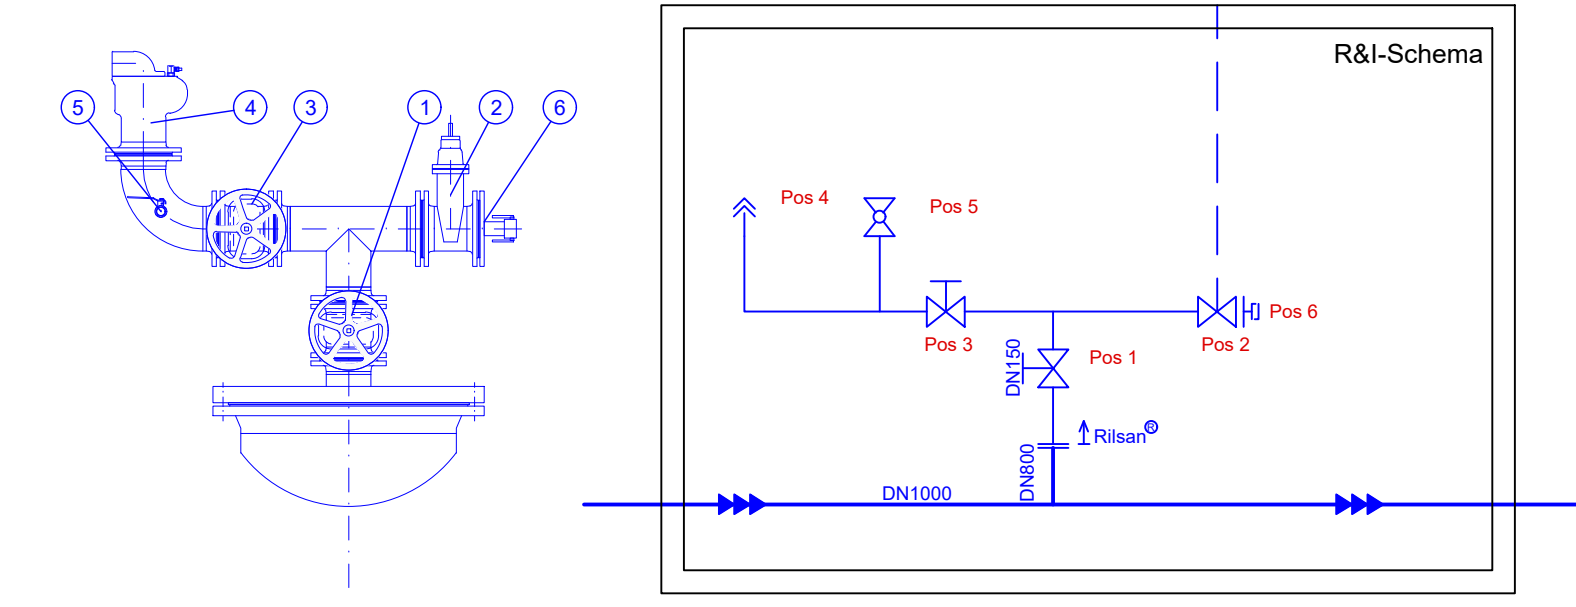 R&I-Schema
5
4
3
1
2
6
Pos 4
Pos 5
Pos 6
Pos 3
Pos 2
DN150
Pos 1
Rilsan®
DN800
DN1000